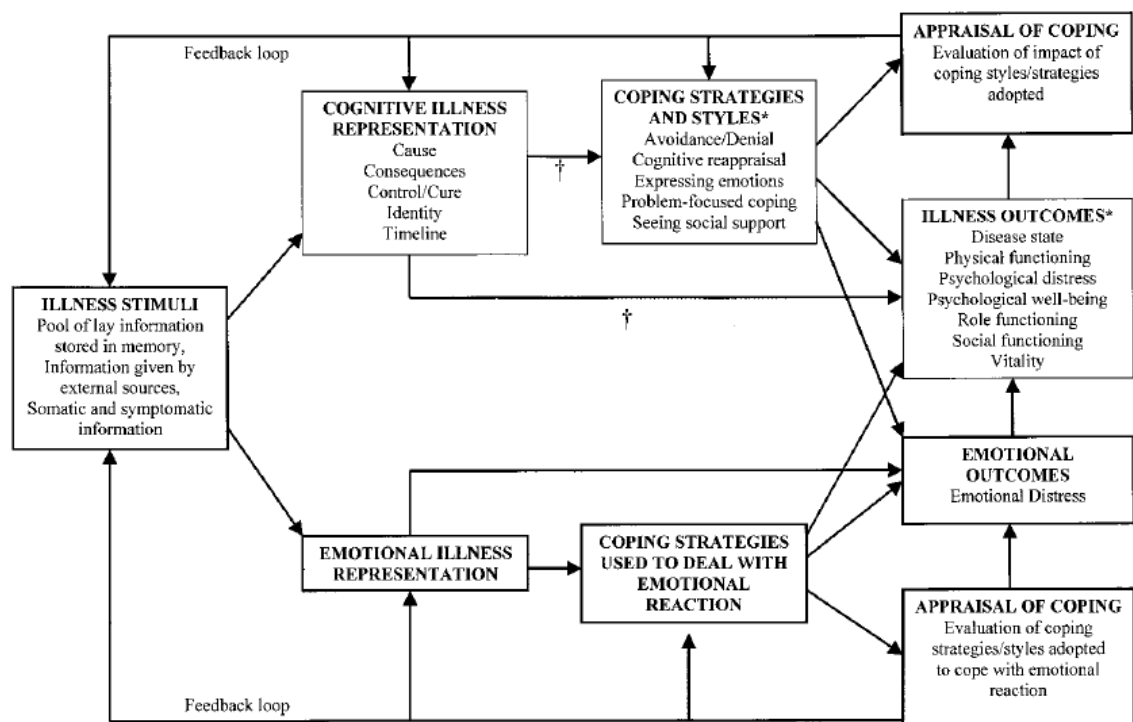 Feedback loop
APPRAISAL OF COPING
Evaluation of impact of
coping styles/strategies
adopted
COGNITIVE ILLNESS
REPRESENTATION
Cause
Consequences
Control/Cure
Identity
Timeline
†
COPING STRATEGIES
AND STYLES*
Avoidance/Denial
Cognitive reappraisal
Expressing emotions
Problem-focused coping
Seeing social support
†
ILLNESS OUTCOMES*
Disease state
Physical functioning
Psychological distress
Psychological well-being
Role functioning
Social functioning
Vitality
ILLNESS STIMULI
Pool of lay information
stored in memory,
Information given by
external sources,
Somatic and symptomatic
information
EMOTIONAL
OUTCOMES
Emotional Distress
EMOTIONAL ILLNESS
REPRESENTATION
COPING STRATEGIES
USED TO DEAL WITH
EMOTIONAL
REACTION
APPRAISAL OF COPING
Evaluation of coping
strategies/styles adopted
to cope with emotional
reaction
Feedback loop